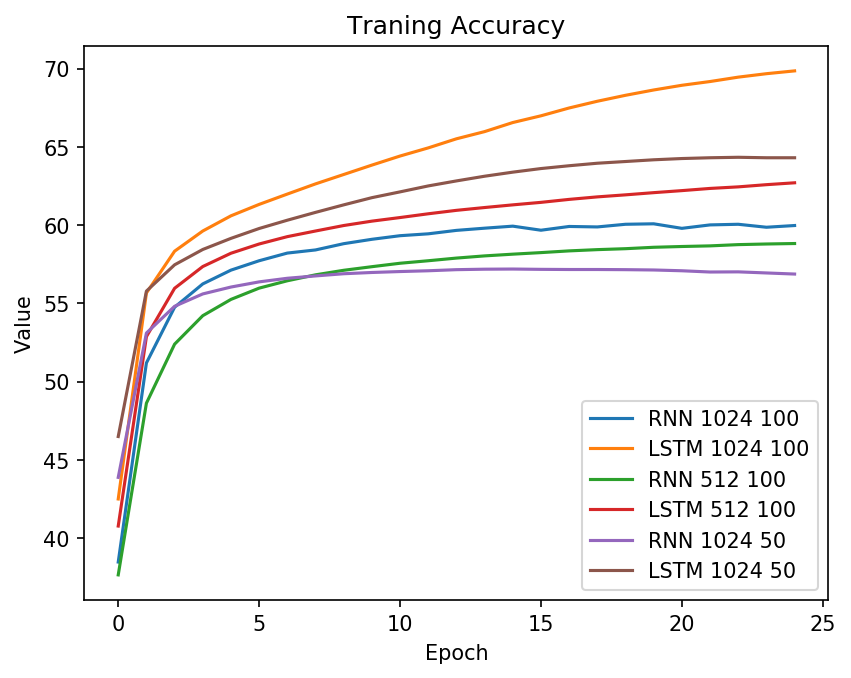 Traning Accuracy
Value
70
65
60
55
50
45
40
0 5 10 15 20 25
Epoch
RNN 1024 100
LSTM 1024 100
RNN 512 100
LSTM 512 100
RNN 1024 50
LSTM 1024 50